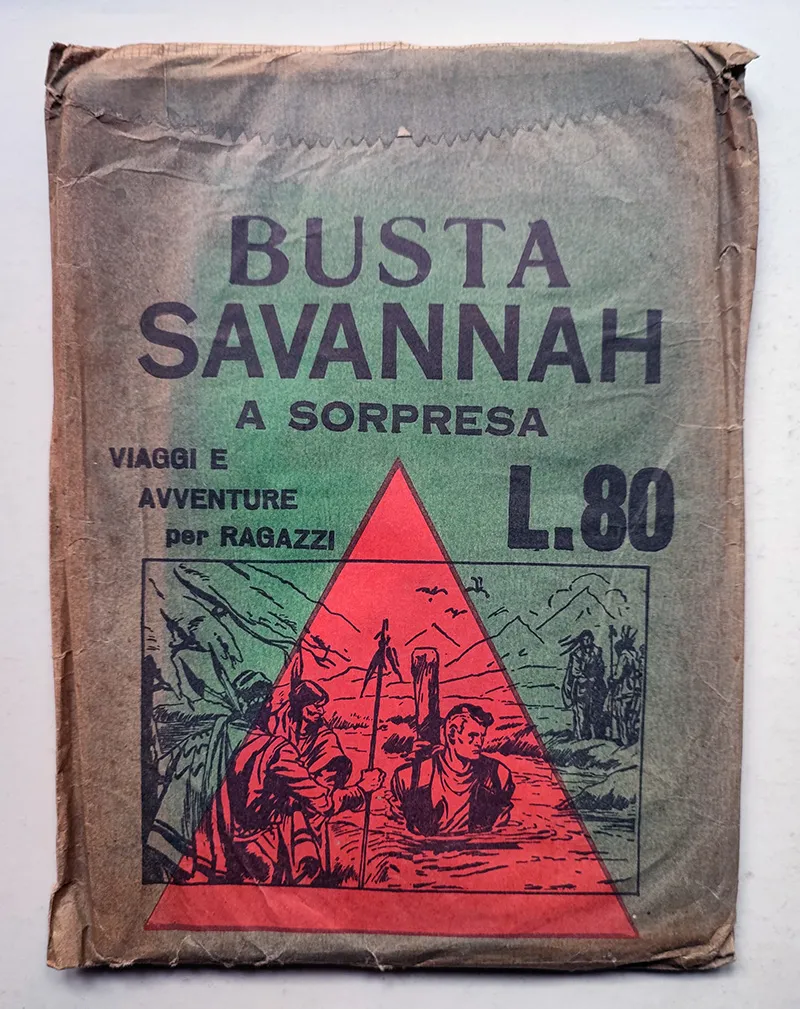 BUSTA
SAVANNAH
A SORPRESA
VIAGGI E
AVVENTURE
per RAGAZZI
L.80